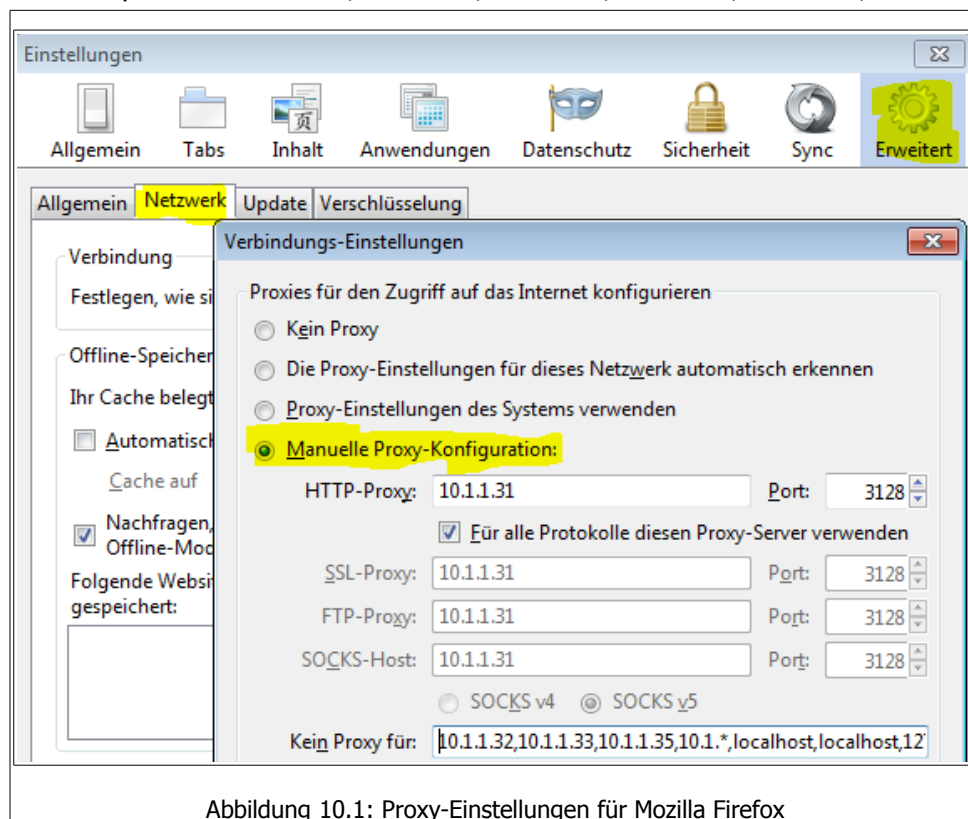 Einstellungen
Allgemein Tabs Inhalt Anwendungen Datenschutz Sicherheit Sync Erweitert
页
Allgemein Netzwerk Update Verschlüsselung
Verbindung
Festlegen, wie si
Offline-Speicher
Ihr Cache belegt
Automatisch
Cache auf
Nachfragen,
Offline-Mod
Folgende Websit
gespeichert:
Verbindungs-Einstellungen
Proxies für den Zugriff auf das Internet konfigurieren
Kein Proxy
Die Proxy-Einstellungen für dieses Netzwerk automatisch erkennen
Proxy-Einstellungen des Systems verwenden
Manuelle Proxy-Konfiguration:
HTTP-Proxy: 10.1.1.31 Port: 3128
Für alle Protokolle diesen Proxy-Server verwenden
SSL-Proxy: 10.1.1.31 Port: 3128
FTP-Proxy: 10.1.1.31 Port: 3128
SOCKS-Host: 10.1.1.31 Port: 3128
SOCKS v4 SOCKS v5
Kein Proxy für: 10.1.1.32,10.1.1.33,10.1.1.35,10.1.*,localhost,localhost,127
Abbildung 10.1: Proxy-Einstellungen für Mozilla Firefox